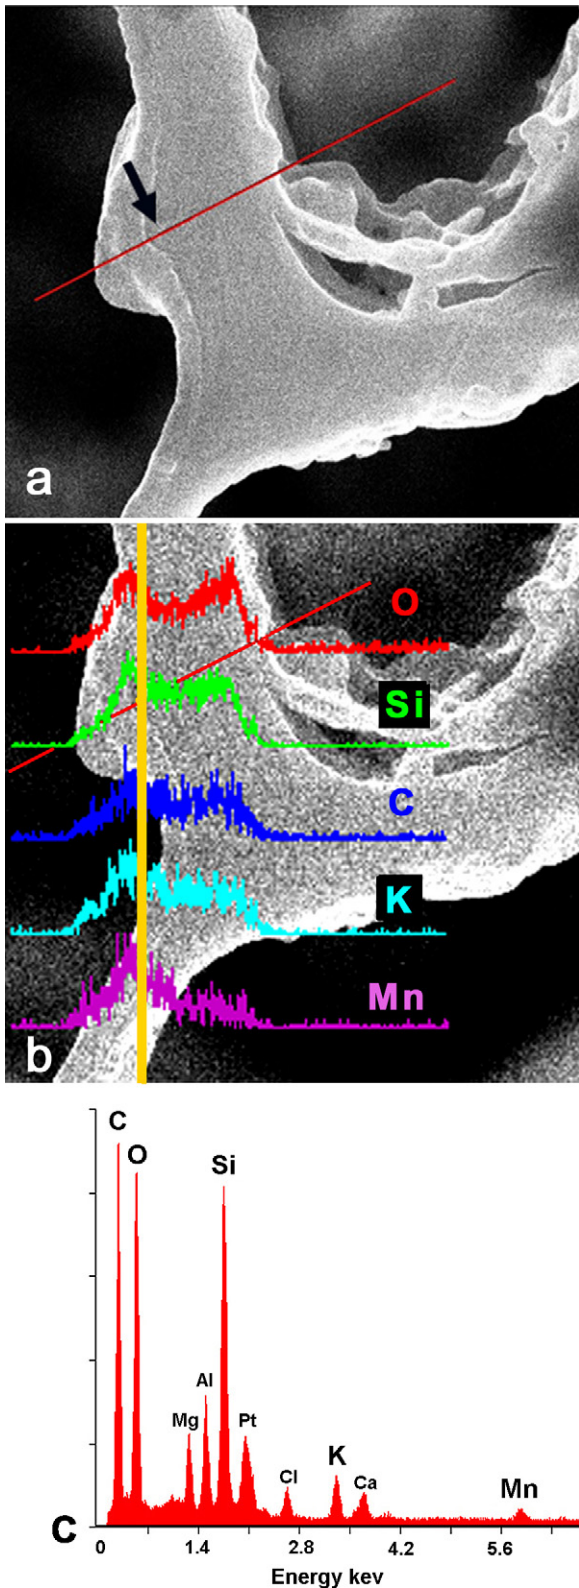 a
O
Si
C
K
Mn
b
C
O
Si
Al
Mg
Pt
Cl
K
Ca
Mn
c
0 1.4 2.8 4.2 5.6
Energy kev